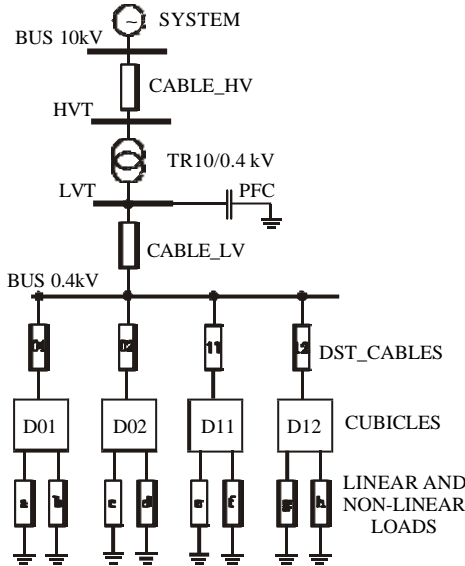 SYSTEM
BUS 10kV
CABLE_HV
HVT
TR10/0.4 kV
LVT
PFC
CABLE_LV
BUS 0.4kV
02 11 12
DST_CABLES
D01 D02 D11 D12
CUBICLES
a b c d e f g h
LINEAR AND
NON-LINEAR
LOADS